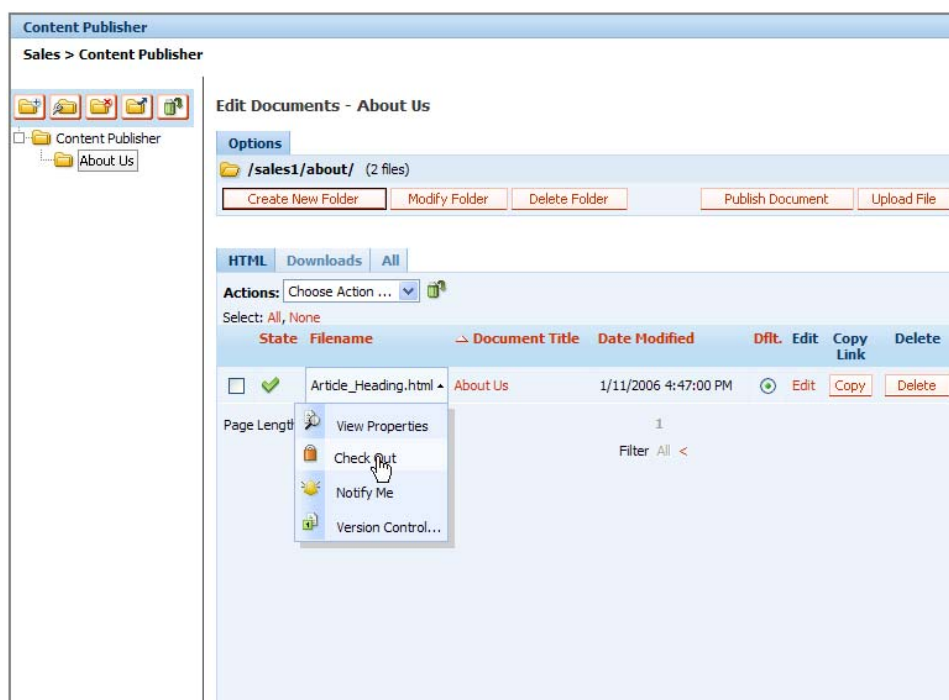 Content Publisher
Sales > Content Publisher
Edit Documents - About Us
Content Publisher
About Us
Options
/sales1/about/ (2 files)
Create New Folder Modify Folder Delete Folder Publish Document Upload File
HTML Downloads All
Actions: Choose Action ...
Select: All, None
State Filename Document Title Date Modified Dflt. Edit Copy Link Delete
Article_Heading.html About Us 1/11/2006 4:47:00 PM Edit Copy Delete
Page Length 1
View Properties
Filter All <
Check Out
Notify Me
Version Control...